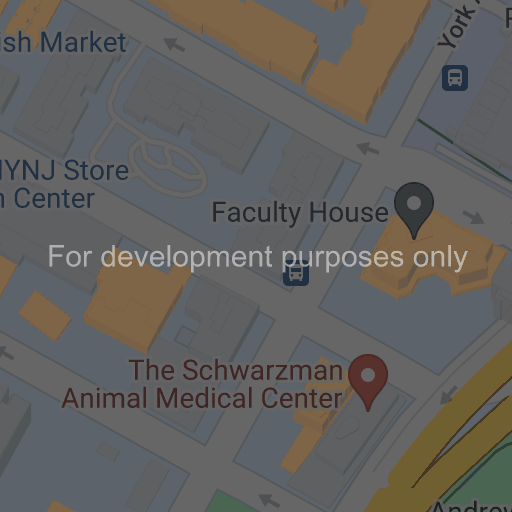 York
ish Market
NYNJ Store
Center
Faculty House
For development purposes only
The Schwarzman
Animal Medical Center
Andrew